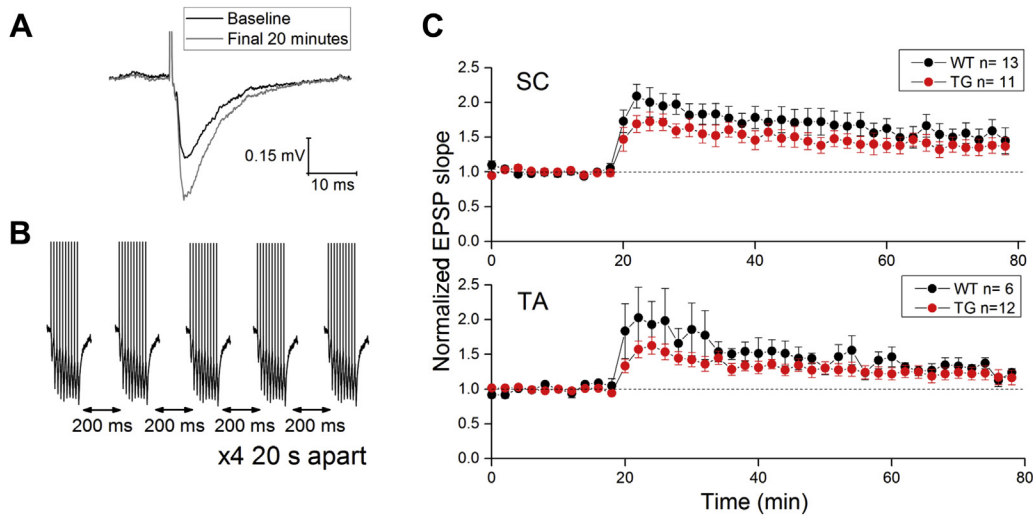 A
Baseline
Final 20 minutes
0.15 mV
10 ms
B
200 ms 200 ms 200 ms 200 ms
x4 20 s apart
C
Normalized EPSP slope
SC
WT n= 13
TG n= 11
2.5
2.0
1.5
1.0
0.5
0.0
0 20 40 60 80
TA
WT n= 6
TG n=12
2.5
2.0
1.5
1.0
0.5
0.0
0 20 40 60 80
Time (min)